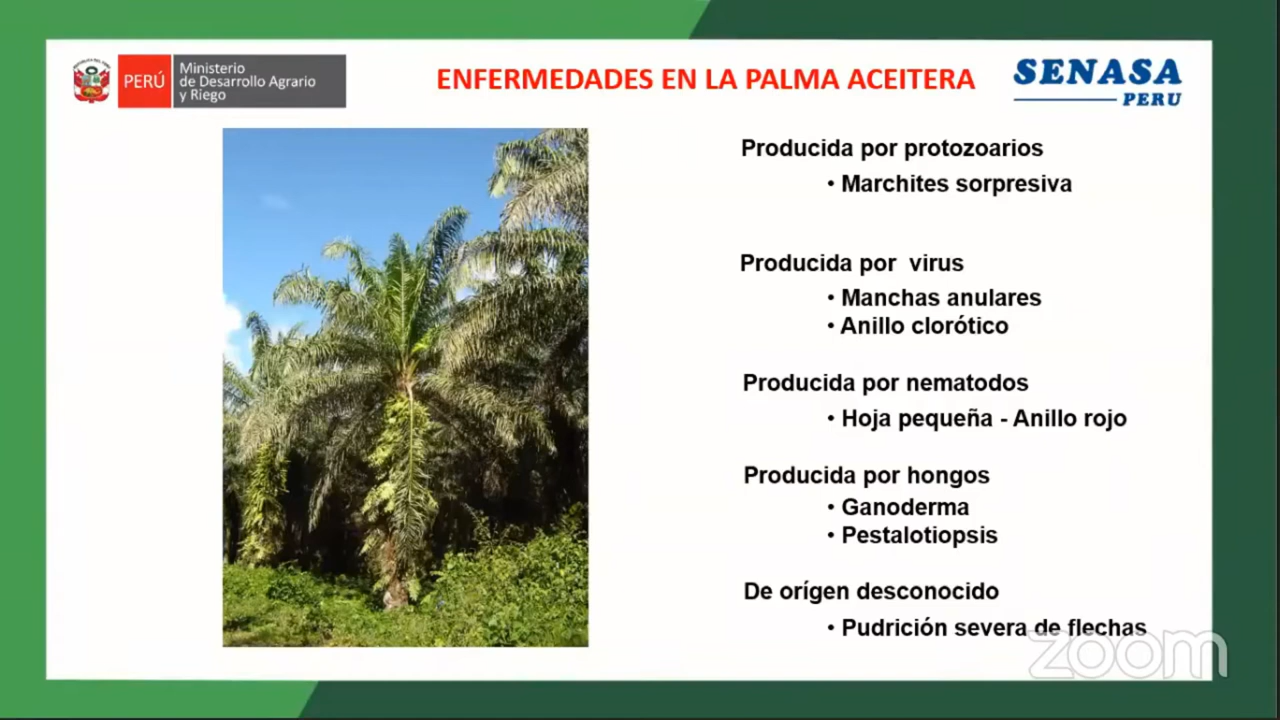 PERÚ
Ministerio
de Desarrollo Agrario
y Riego
ENFERMEDADES EN LA PALMA ACEITERA
SENASA
PERU
Producida por protozoarios
• Marchites sorpresiva
Producida por virus
• Manchas anulares
• Anillo clorótico
Producida por nematodos
• Hoja pequeña - Anillo rojo
Producida por hongos
• Ganoderma
• Pestalotiopsis
De orígen desconocido
• Pudrición severa de flechas
zoom